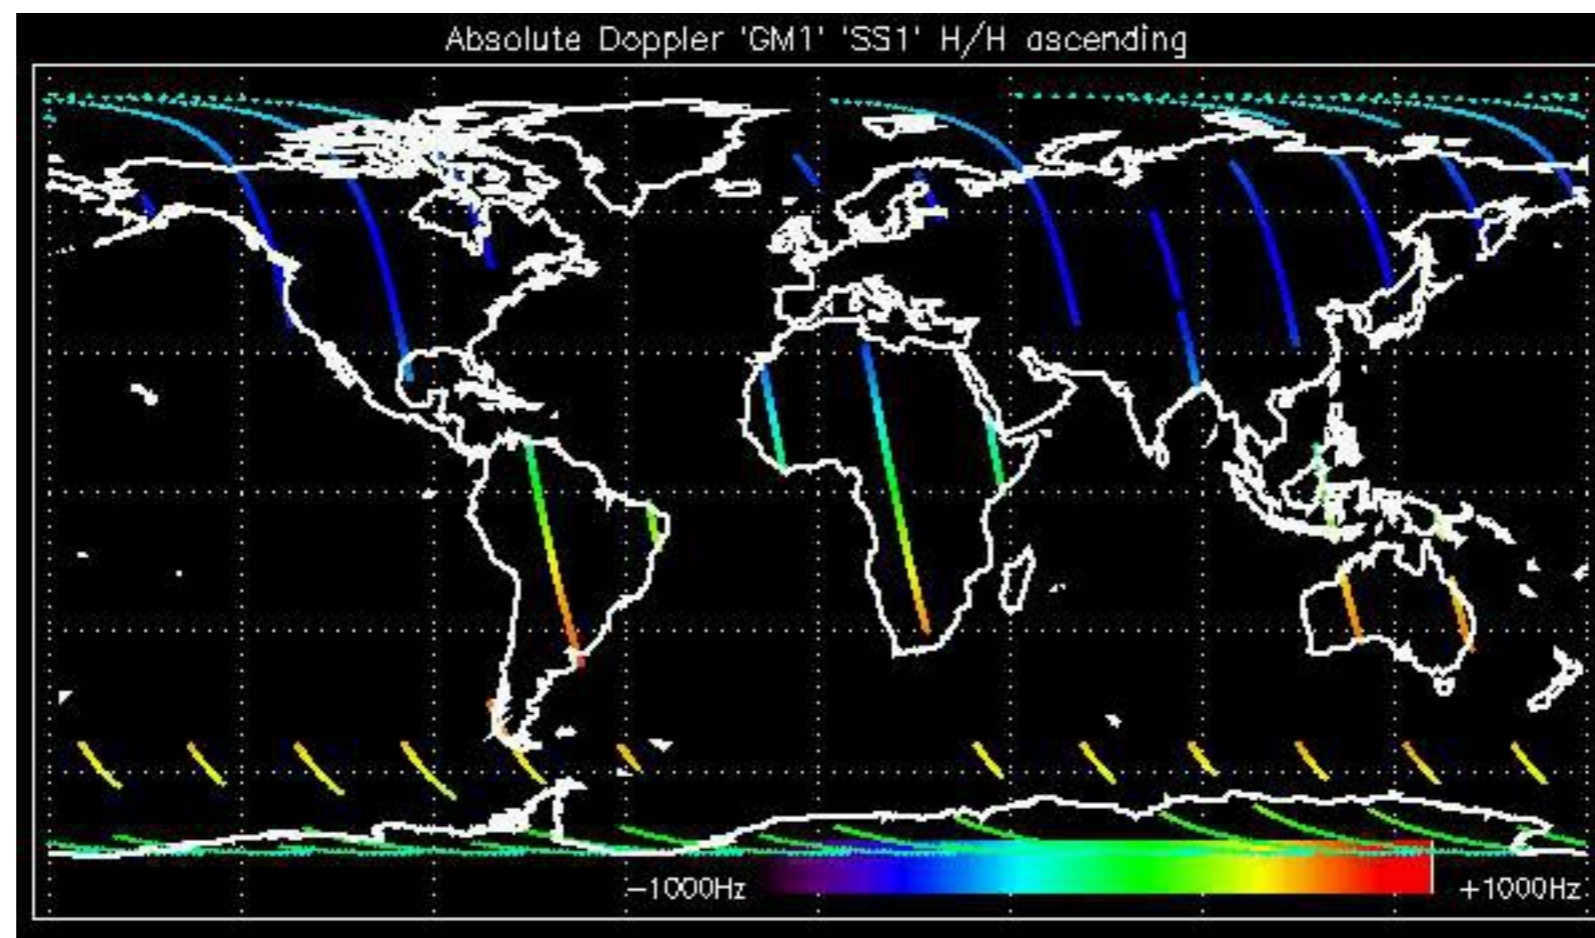 Absolute Doppler 'GM1' 'SS1' H/H ascending
−1000Hz
+1000Hz